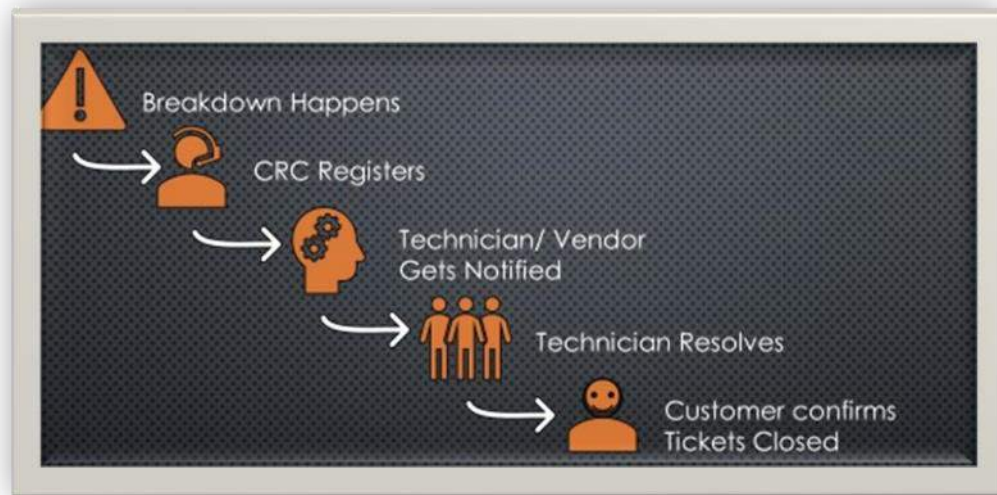 Breakdown Happens
CRC Registers
Technician/ Vendor
Gets Notified
Technician Resolves
Customer confirms
Tickets Closed